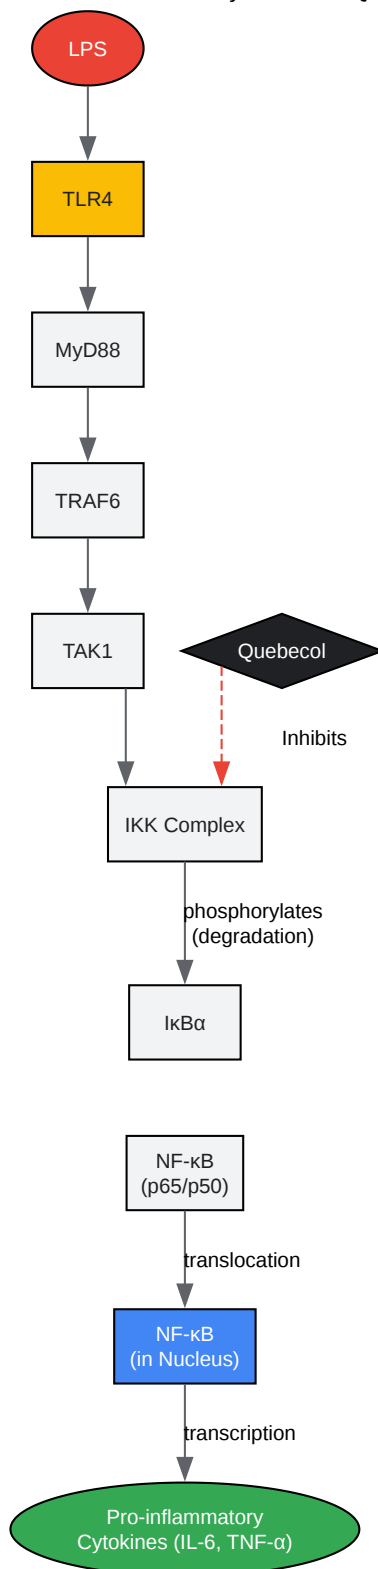 LPS
TLR4
MyD88
TRAF6
TAK1
Quebecol
Inhibits
IKK Complex
phosphorylates
(degradation)
IκBα
NF-κB
(p65/p50)
translocation
NF-κB
(in Nucleus)
transcription
Pro-inflammatory
Cytokines (IL-6, TNF-α)